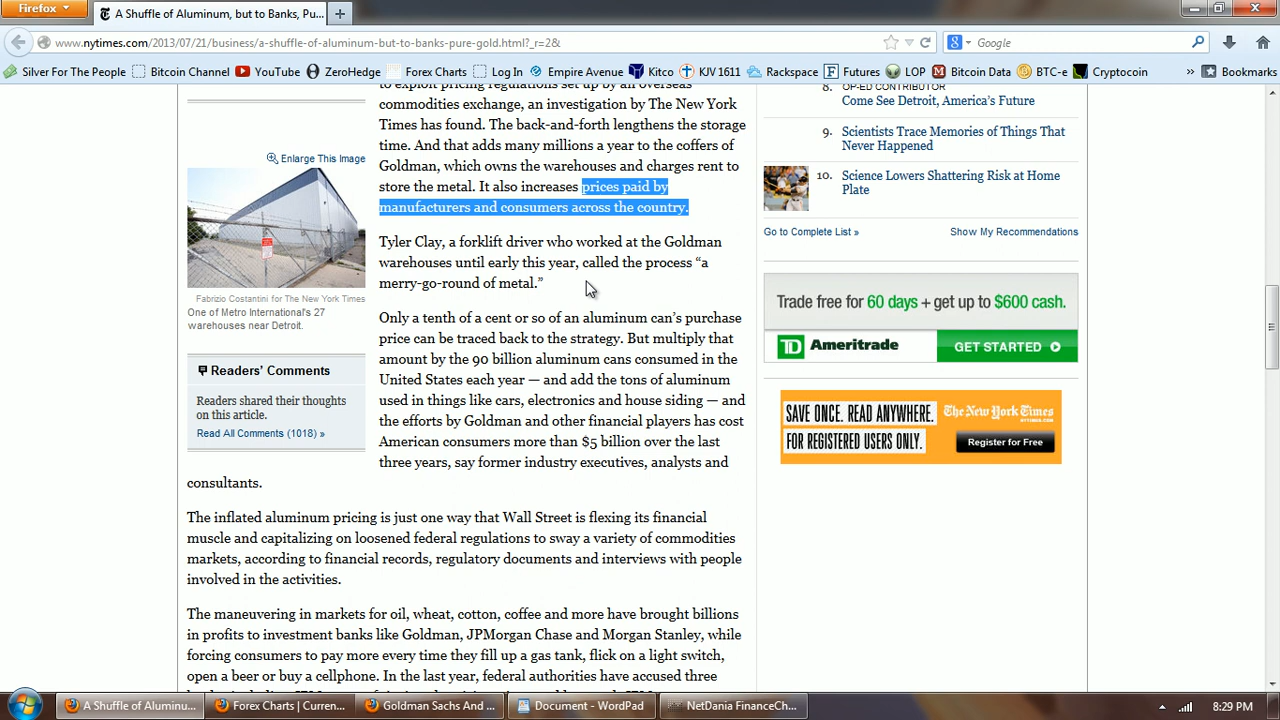 Firefox
A Shuffle of Aluminum, but to Banks, Pu...
www.nytimes.com/2013/07/21/business/a-shuffle-of-aluminum-but-to-banks-pure-gold.html?_r=2&
Google
Silver For The People
Bitcoin Channel
YouTube
ZeroHedge
Forex Charts
Log In
Empire Avenue
Kitco
KJV 1611
Rackspace
Futures
LOP
Bitcoin Data
BTC-e
Cryptocoin
»
Bookmarks
to exploit pricing regulations set up by an overseas
commodities exchange, an investigation by The New York
Times has found. The back-and-forth lengthens the storage
time. And that adds many millions a year to the coffers of
Goldman, which owns the warehouses and charges rent to
store the metal. It also increases prices paid by
manufacturers and consumers across the country.
Enlarge This Image
Fabrizio Costantini for The New York Times
One of Metro International's 27
warehouses near Detroit.
Readers' Comments
Readers shared their thoughts
on this article.
Read All Comments (1018) »
Tyler Clay, a forklift driver who worked at the Goldman
warehouses until early this year, called the process “a
merry-go-round of metal.”
Only a tenth of a cent or so of an aluminum can’s purchase
price can be traced back to the strategy. But multiply that
amount by the 90 billion aluminum cans consumed in the
United States each year — and add the tons of aluminum
used in things like cars, electronics and house siding — and
the efforts by Goldman and other financial players has cost
American consumers more than $5 billion over the last
three years, say former industry executives, analysts and
consultants.
The inflated aluminum pricing is just one way that Wall Street is flexing its financial
muscle and capitalizing on loosened federal regulations to sway a variety of commodities
markets, according to financial records, regulatory documents and interviews with people
involved in the activities.
The maneuvering in markets for oil, wheat, cotton, coffee and more have brought billions
in profits to investment banks like Goldman, JPMorgan Chase and Morgan Stanley, while
forcing consumers to pay more every time they fill up a gas tank, flick on a light switch,
open a beer or buy a cellphone. In the last year, federal authorities have accused three
8. OP-ED CONTRIBUTOR
Come See Detroit, America's Future
9. Scientists Trace Memories of Things That
Never Happened
10. Science Lowers Shattering Risk at Home
Plate
Go to Complete List »
Show My Recommendations
Trade free for 60 days + get up to $600 cash.
TD Ameritrade
GET STARTED
SAVE ONCE. READ ANYWHERE.
FOR REGISTERED USERS ONLY.
The New York Times
NYTIMES.COM
Register for Free
A Shuffle of Aluminu...
Forex Charts | Curren...
Goldman Sachs And ...
Document - WordPad
NetDania FinanceCh...
8:29 PM